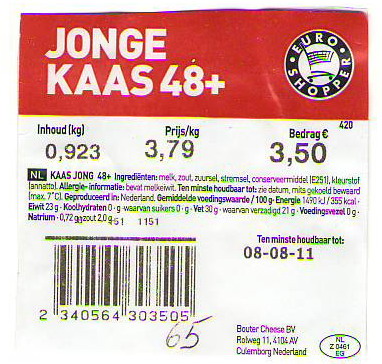 JONGE
KAAS 48+
EURO SHOPPER
420
Inhoud (kg) Prijs/kg Bedrag €
0,923 3,79 3,50
NL KAAS JONG 48+ Ingrediënten: melk, zout, zuursel, stremsel, conserveermiddel (E251), kleurstof
(annatto). Allergie-informatie: bevat melkeiwit. Ten minste houdbaar tot: zie datum, mits gekoeld bewaard
(max. 7°C). Geproduceerd in: Nederland. Gemiddelde voedingswaarde / 100 g · Energie 1490 kJ / 355 kcal ·
Eiwit 23 g · Koolhydraten 0 · g · waarvan suikers 0 · g · Vet 30 g · waarvan verzadigd 21 g · Voedingsvezel 0 g ·
Natrium · 0,72 g zout 2,0 g
451 1151
Ten minste houdbaar tot:
08-08-11
2 340564 303505
65
Bouter Cheese BV
Rolweg 11, 4104 AV
Culemborg Nederland
NL
Z 0461
EG